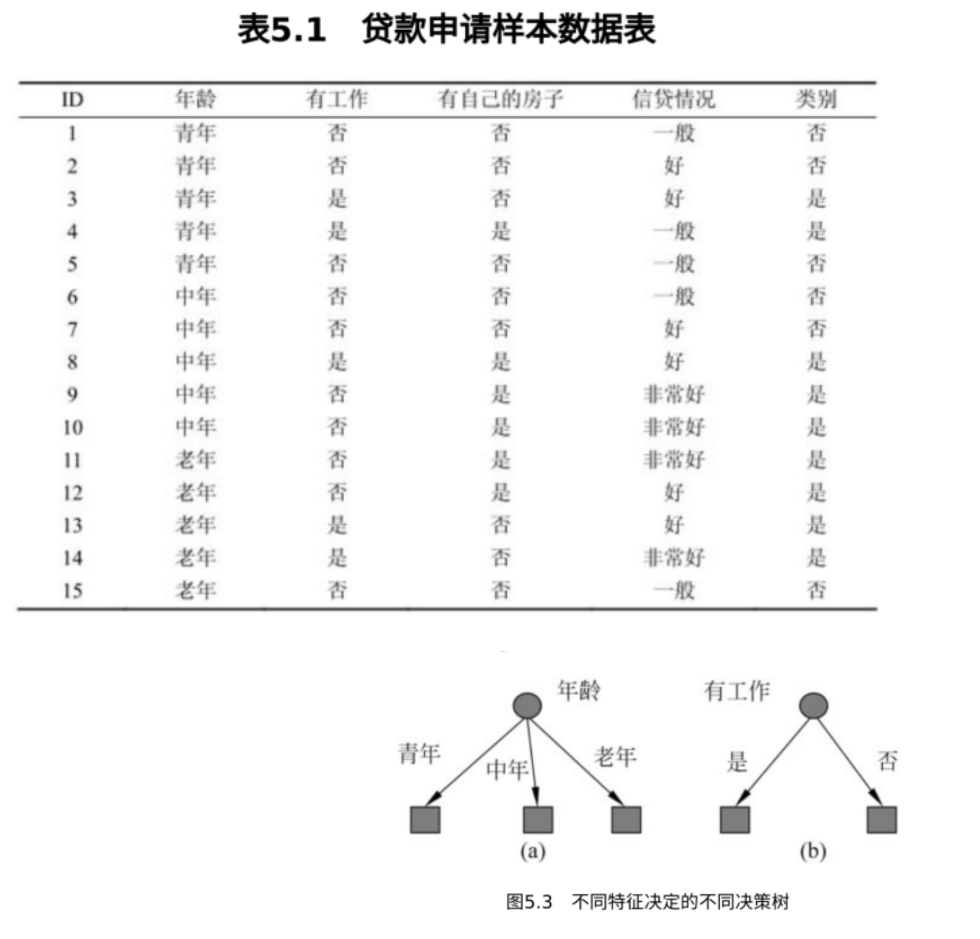 表5.1 贷款申请样本数据表
ID 年龄 有工作 有自己的房子 信贷情况 类别
1 青年 否 否 一般 否
2 青年 否 否 好 否
3 青年 是 否 好 是
4 青年 是 是 一般 是
5 青年 否 否 一般 否
6 中年 否 否 一般 否
7 中年 否 否 好 否
8 中年 是 是 好 是
9 中年 否 是 非常好 是
10 中年 否 是 非常好 是
11 老年 否 是 非常好 是
12 老年 否 是 好 是
13 老年 是 否 好 是
14 老年 是 否 非常好 是
15 老年 否 否 一般 否
年龄 有工作
青年 中年 老年 是 否
(a) (b)
图5.3 不同特征决定的不同决策树